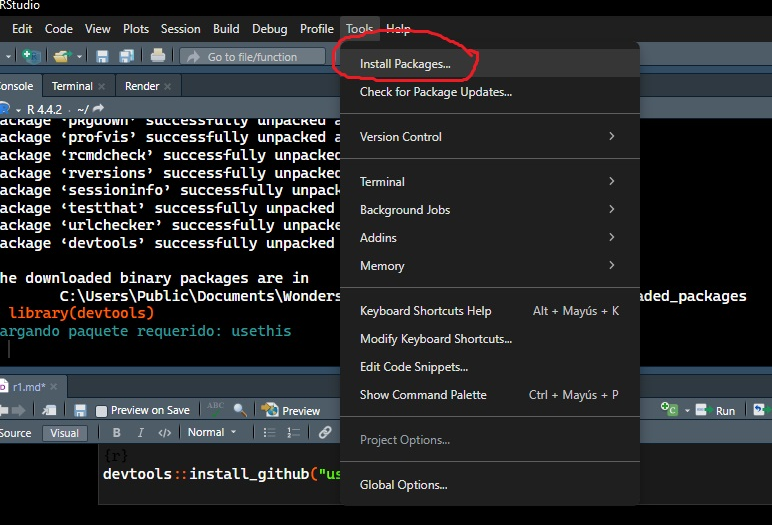 RStudio
Edit Code View Plots Session Build Debug Profile Tools Help
Go to file/function
onsole Terminal Render
R 4.4.2 · ~/
ackage ‘pkgdown’ successfully unpacked a
ackage ‘profvis’ successfully unpacked a
ackage ‘rcmdcheck’ successfully unpacked
ackage ‘rversions’ successfully unpacked
ackage ‘sessioninfo’ successfully unpack
ackage ‘testthat’ successfully unpacked
ackage ‘urlchecker’ successfully unpacked
ackage ‘devtools’ successfully unpacked
he downloaded binary packages are in
C:\Users\Public\Documents\Wonders
aded_packages
library(devtools)
argando paquete requerido: usethis
Install Packages...
Check for Package Updates...
Version Control
Terminal
Background Jobs
Addins
Memory
Keyboard Shortcuts Help Alt + Mayús + K
Modify Keyboard Shortcuts...
Edit Code Snippets...
Show Command Palette Ctrl + Mayús + P
Project Options...
Global Options...
r1.md*
Preview on Save ABC Preview Run
Source Visual B I </> Normal
{r}
devtools::install_github("us